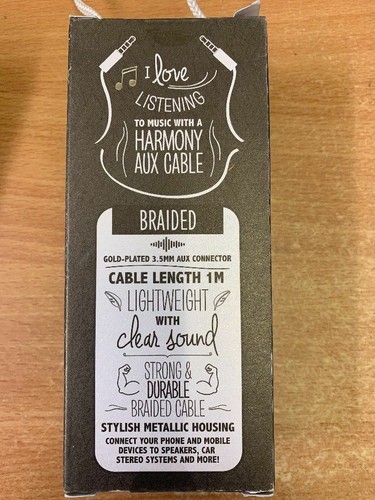 I love
LISTENING
TO MUSIC WITH A
HARMONY
AUX CABLE
BRAIDED
GOLD-PLATED 3.5MM AUX CONNECTOR
CABLE LENGTH 1M
LIGHTWEIGHT
WITH
clear sound
STRONG &
DURABLE
BRAIDED CABLE
STYLISH METALLIC HOUSING
CONNECT YOUR PHONE AND MOBILE
DEVICES TO SPEAKERS, CAR
STEREO SYSTEMS AND MORE!